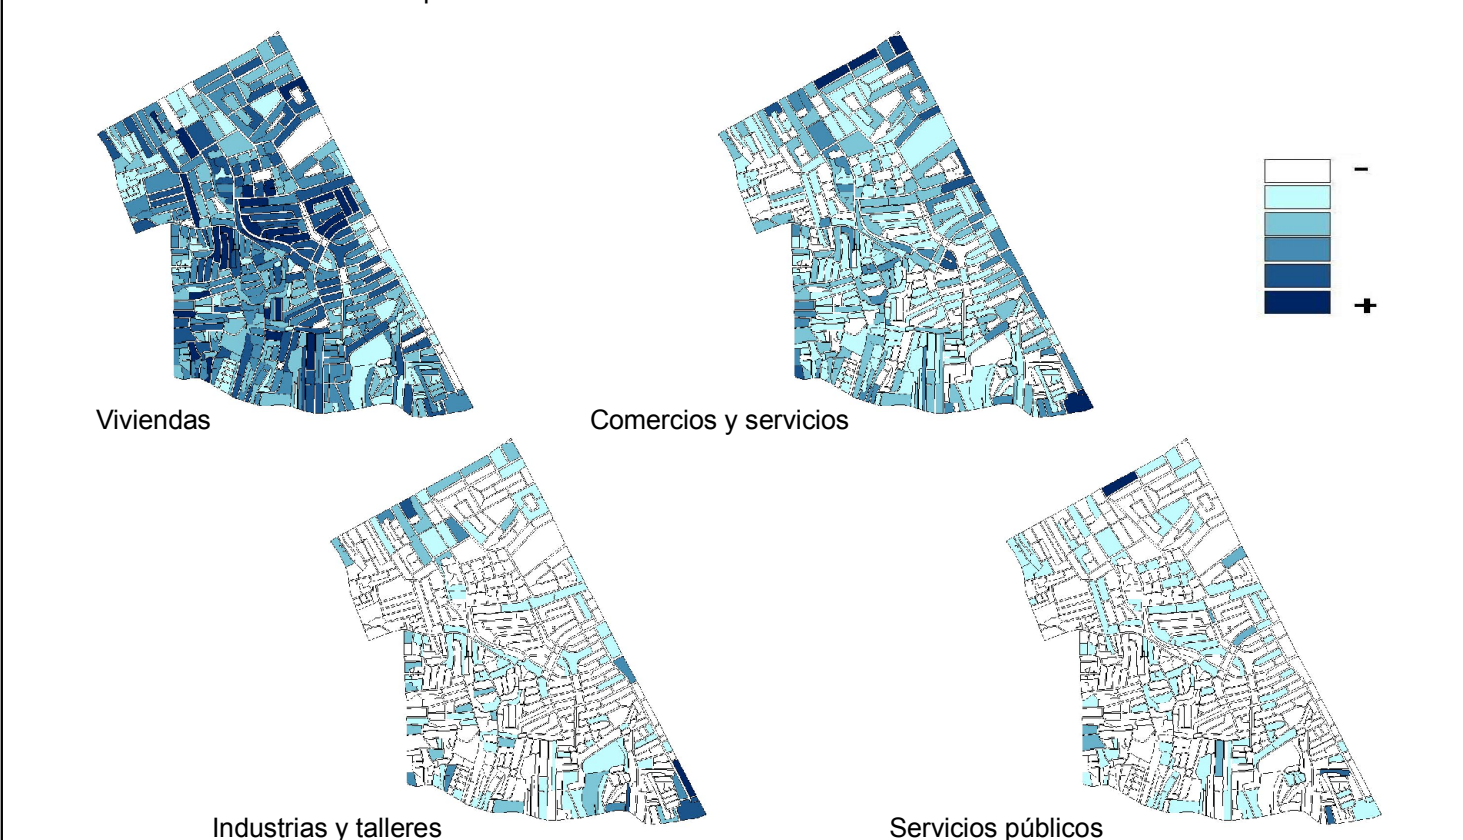 -
+
Viviendas
Comercios y servicios
Industrias y talleres
Servicios públicos